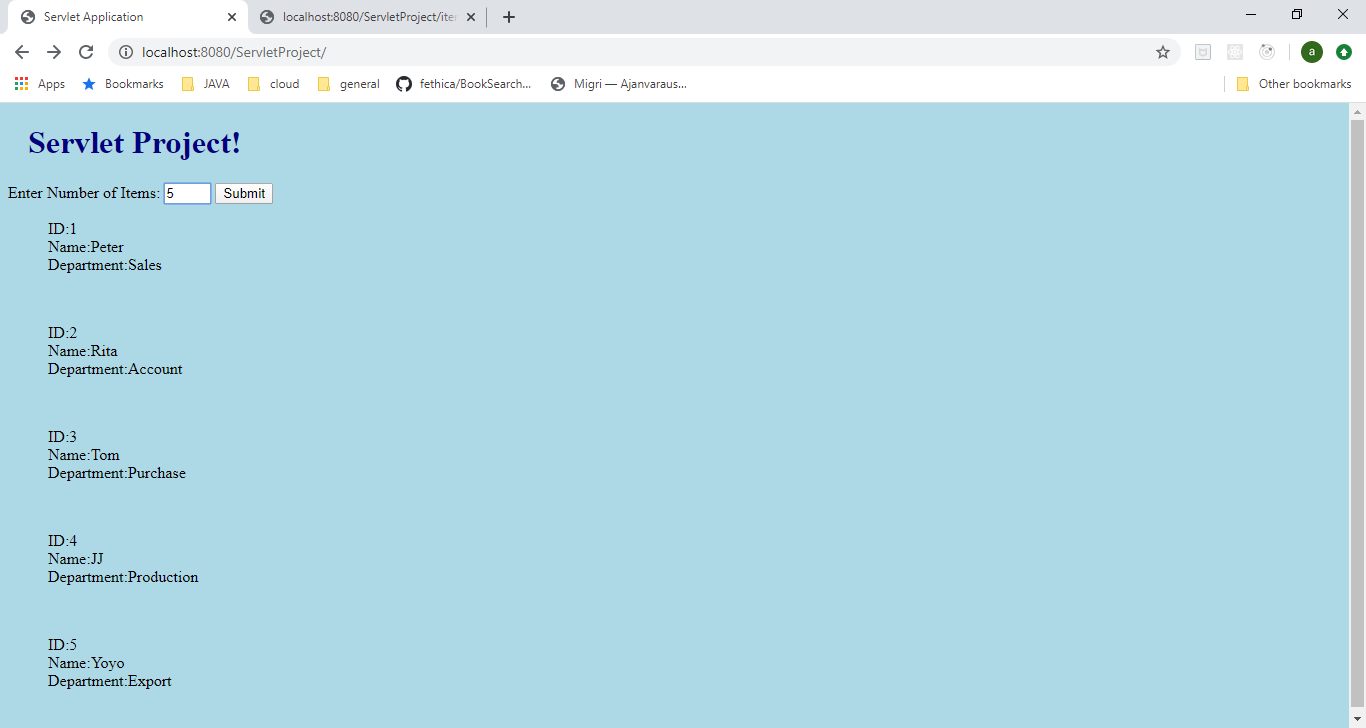 Servlet Application
localhost:8080/ServletProject/iter
localhost:8080/ServletProject/
a
Apps
Bookmarks
JAVA
cloud
general
fethica/BookSearch...
Migri — Ajanvaraus...
Other bookmarks
Servlet Project!
Enter Number of Items: 5 Submit
ID:1
Name:Peter
Department:Sales
ID:2
Name:Rita
Department:Account
ID:3
Name:Tom
Department:Purchase
ID:4
Name:JJ
Department:Production
ID:5
Name:Yoyo
Department:Export